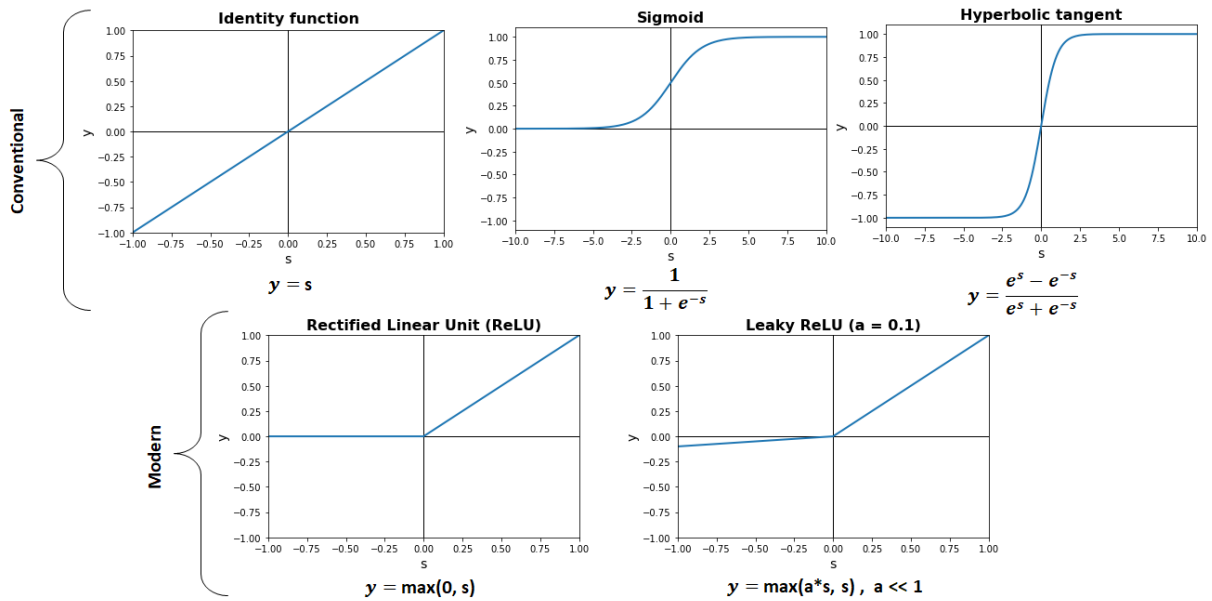 Conventional
Identity function
1.00
0.75
0.50
0.25
0.00
−0.25
−0.50
−0.75
−1.00
y
−1.00 −0.75 −0.50 −0.25 0.00 0.25 0.50 0.75 1.00
s
y = s
Sigmoid
1.00
0.75
0.50
0.25
0.00
−0.25
−0.50
−0.75
−1.00
y
−10.0 −7.5 −5.0 −2.5 0.0 2.5 5.0 7.5 10.0
s
y = 1 / (1 + e^{−s})
Hyperbolic tangent
1.00
0.75
0.50
0.25
0.00
−0.25
−0.50
−0.75
−1.00
y
−10.0 −7.5 −5.0 −2.5 0.0 2.5 5.0 7.5 10.0
s
y = (e^s − e^{−s}) / (e^s + e^{−s})
Modern
Rectified Linear Unit (ReLU)
1.00
0.75
0.50
0.25
0.00
−0.25
−0.50
−0.75
−1.00
y
−1.00 −0.75 −0.50 −0.25 0.00 0.25 0.50 0.75 1.00
s
y = max(0, s)
Leaky ReLU (a = 0.1)
1.00
0.75
0.50
0.25
0.00
−0.25
−0.50
−0.75
−1.00
y
−1.00 −0.75 −0.50 −0.25 0.00 0.25 0.50 0.75 1.00
s
y = max(a*s, s) , a << 1